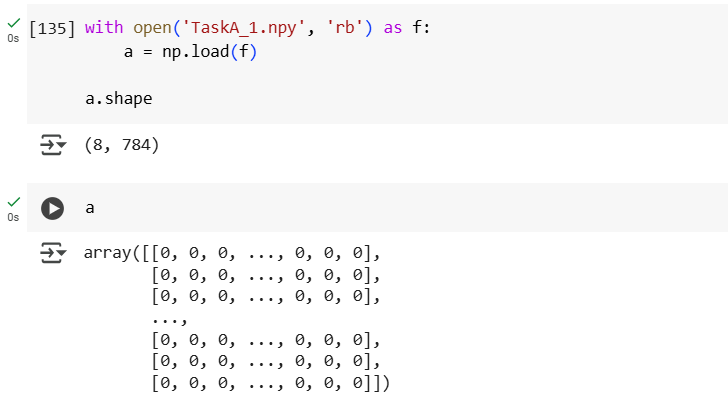 [135] with open('TaskA_1.npy', 'rb') as f:
a = np.load(f)
a.shape
0s
(8, 784)
a
0s
array([[0, 0, 0, ..., 0, 0, 0],
[0, 0, 0, ..., 0, 0, 0],
[0, 0, 0, ..., 0, 0, 0],
...,
[0, 0, 0, ..., 0, 0, 0],
[0, 0, 0, ..., 0, 0, 0],
[0, 0, 0, ..., 0, 0, 0]])